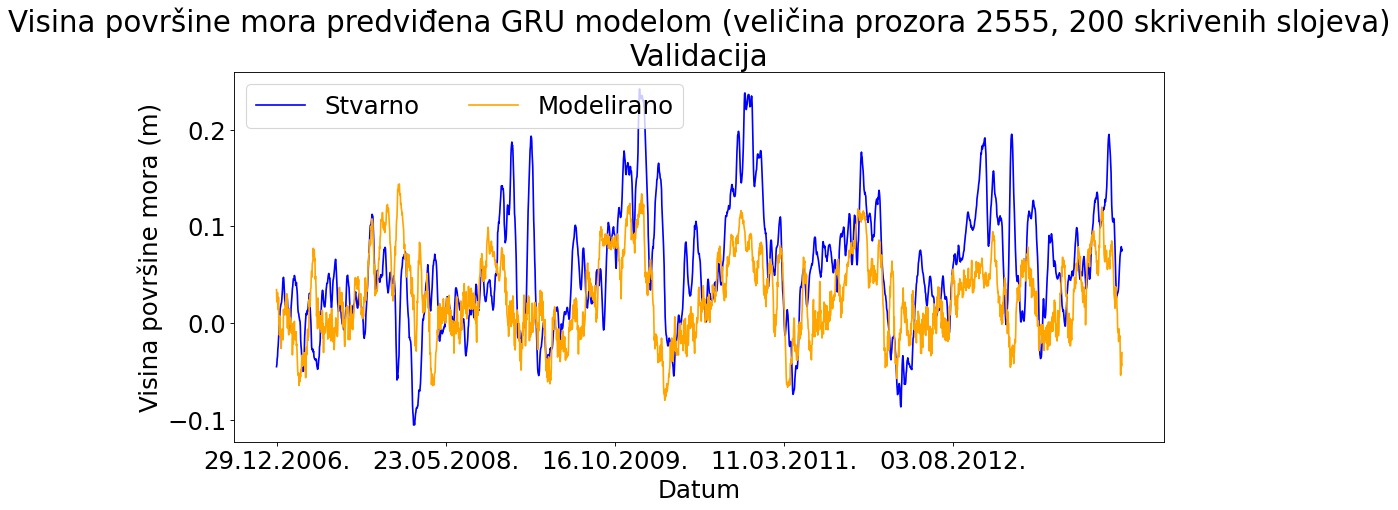 Visina površine mora predviđena GRU modelom (veličina prozora 2555, 200 skrivenih slojeva)
Validacija
Stvarno
Modelirano
Visina površine mora (m)
0.2
0.1
0.0
−0.1
29.12.2006.
23.05.2008.
16.10.2009.
11.03.2011.
03.08.2012.
Datum